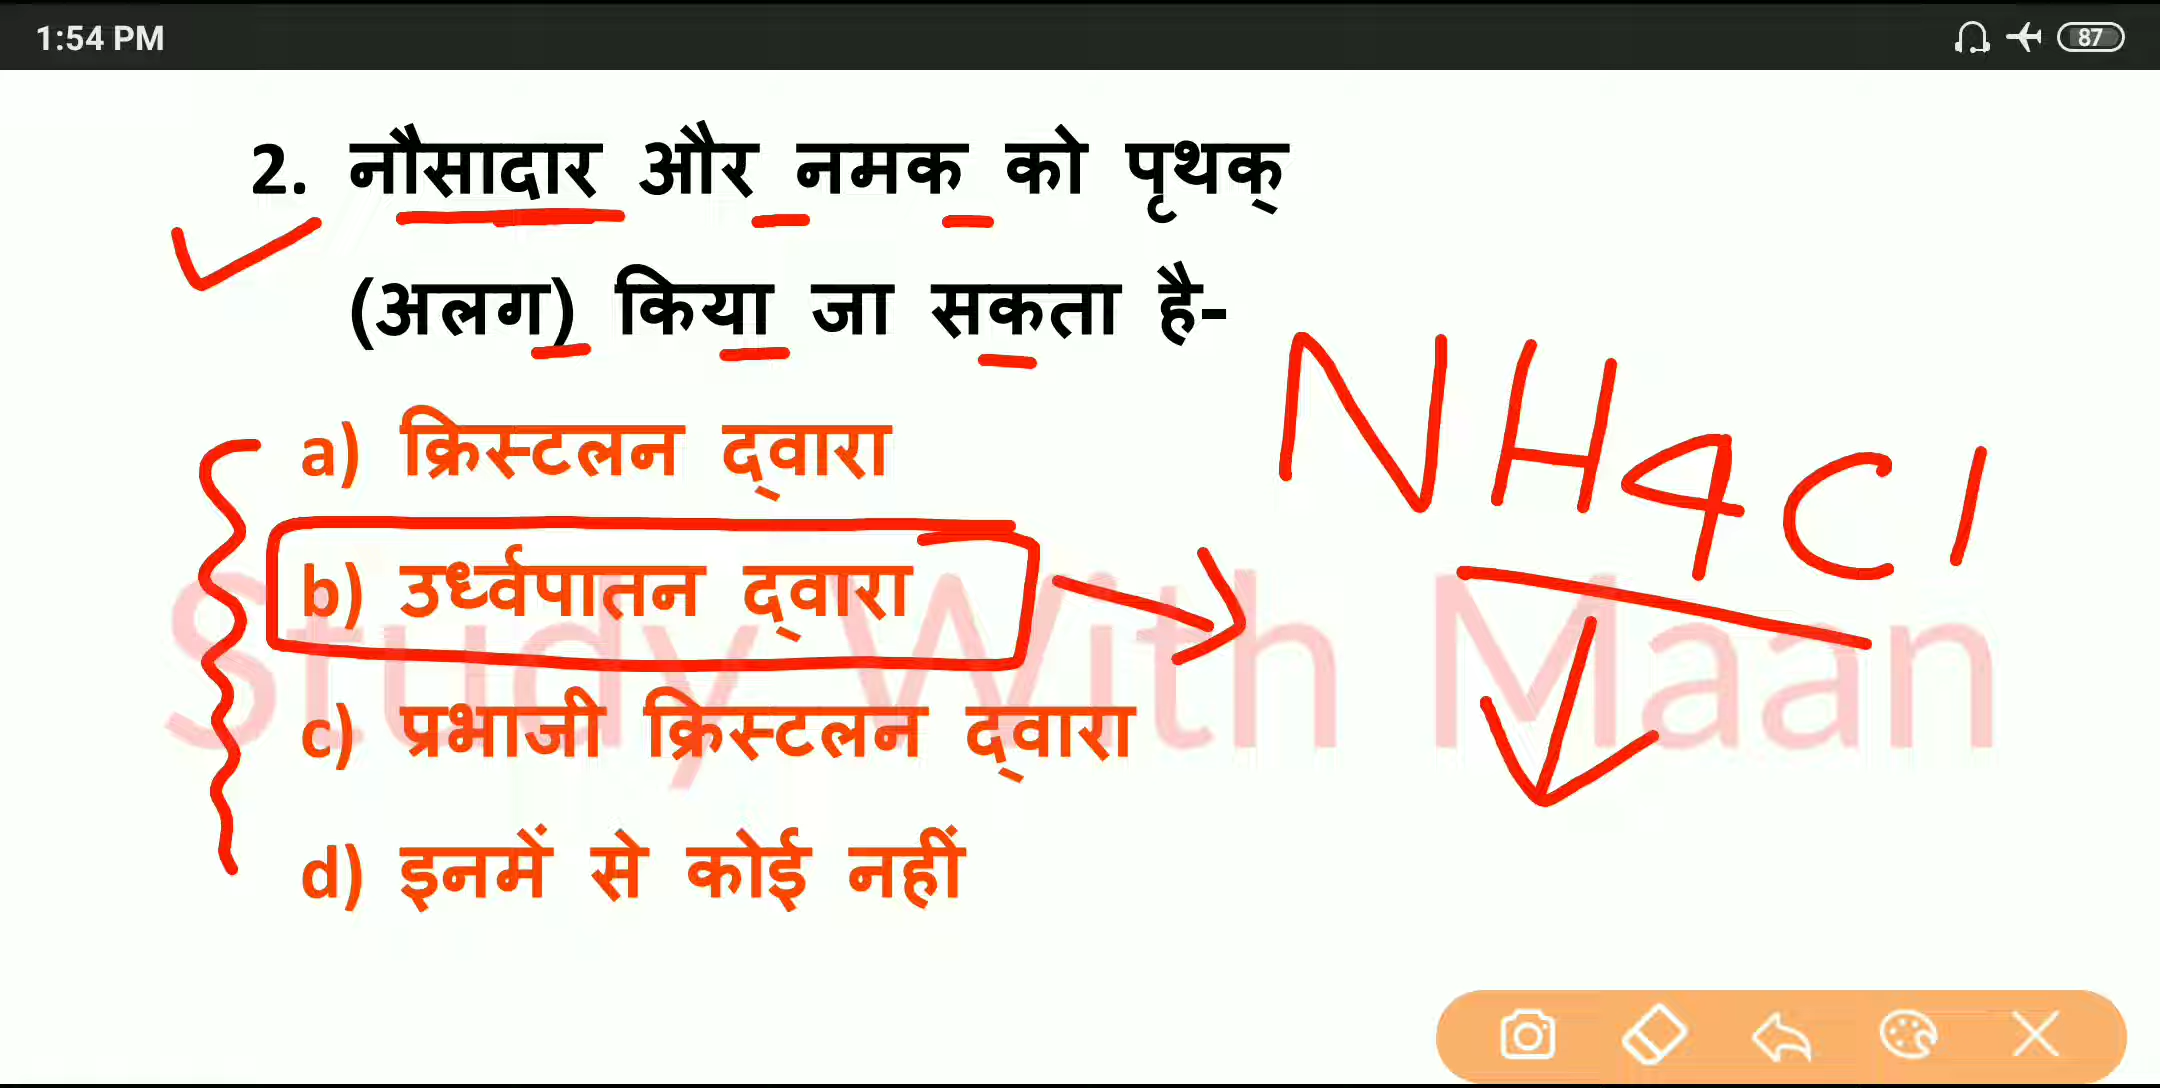 1:54 PM
87
2. नौसादार और नमक को पृथक्
(अलग) किया जा सकता है-
NH4Cl
a) क्रिस्टलन द्वारा
b) उर्ध्वपातन द्वारा
c) प्रभाजी क्रिस्टलन द्वारा
d) इनमें से कोई नहीं
Study With Maan